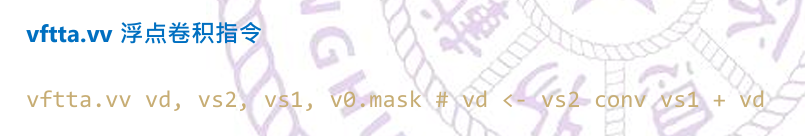 vftta.vv 浮点卷积指令
vftta.vv vd, vs2, vs1, v0.mask # vd <- vs2 conv vs1 + vd